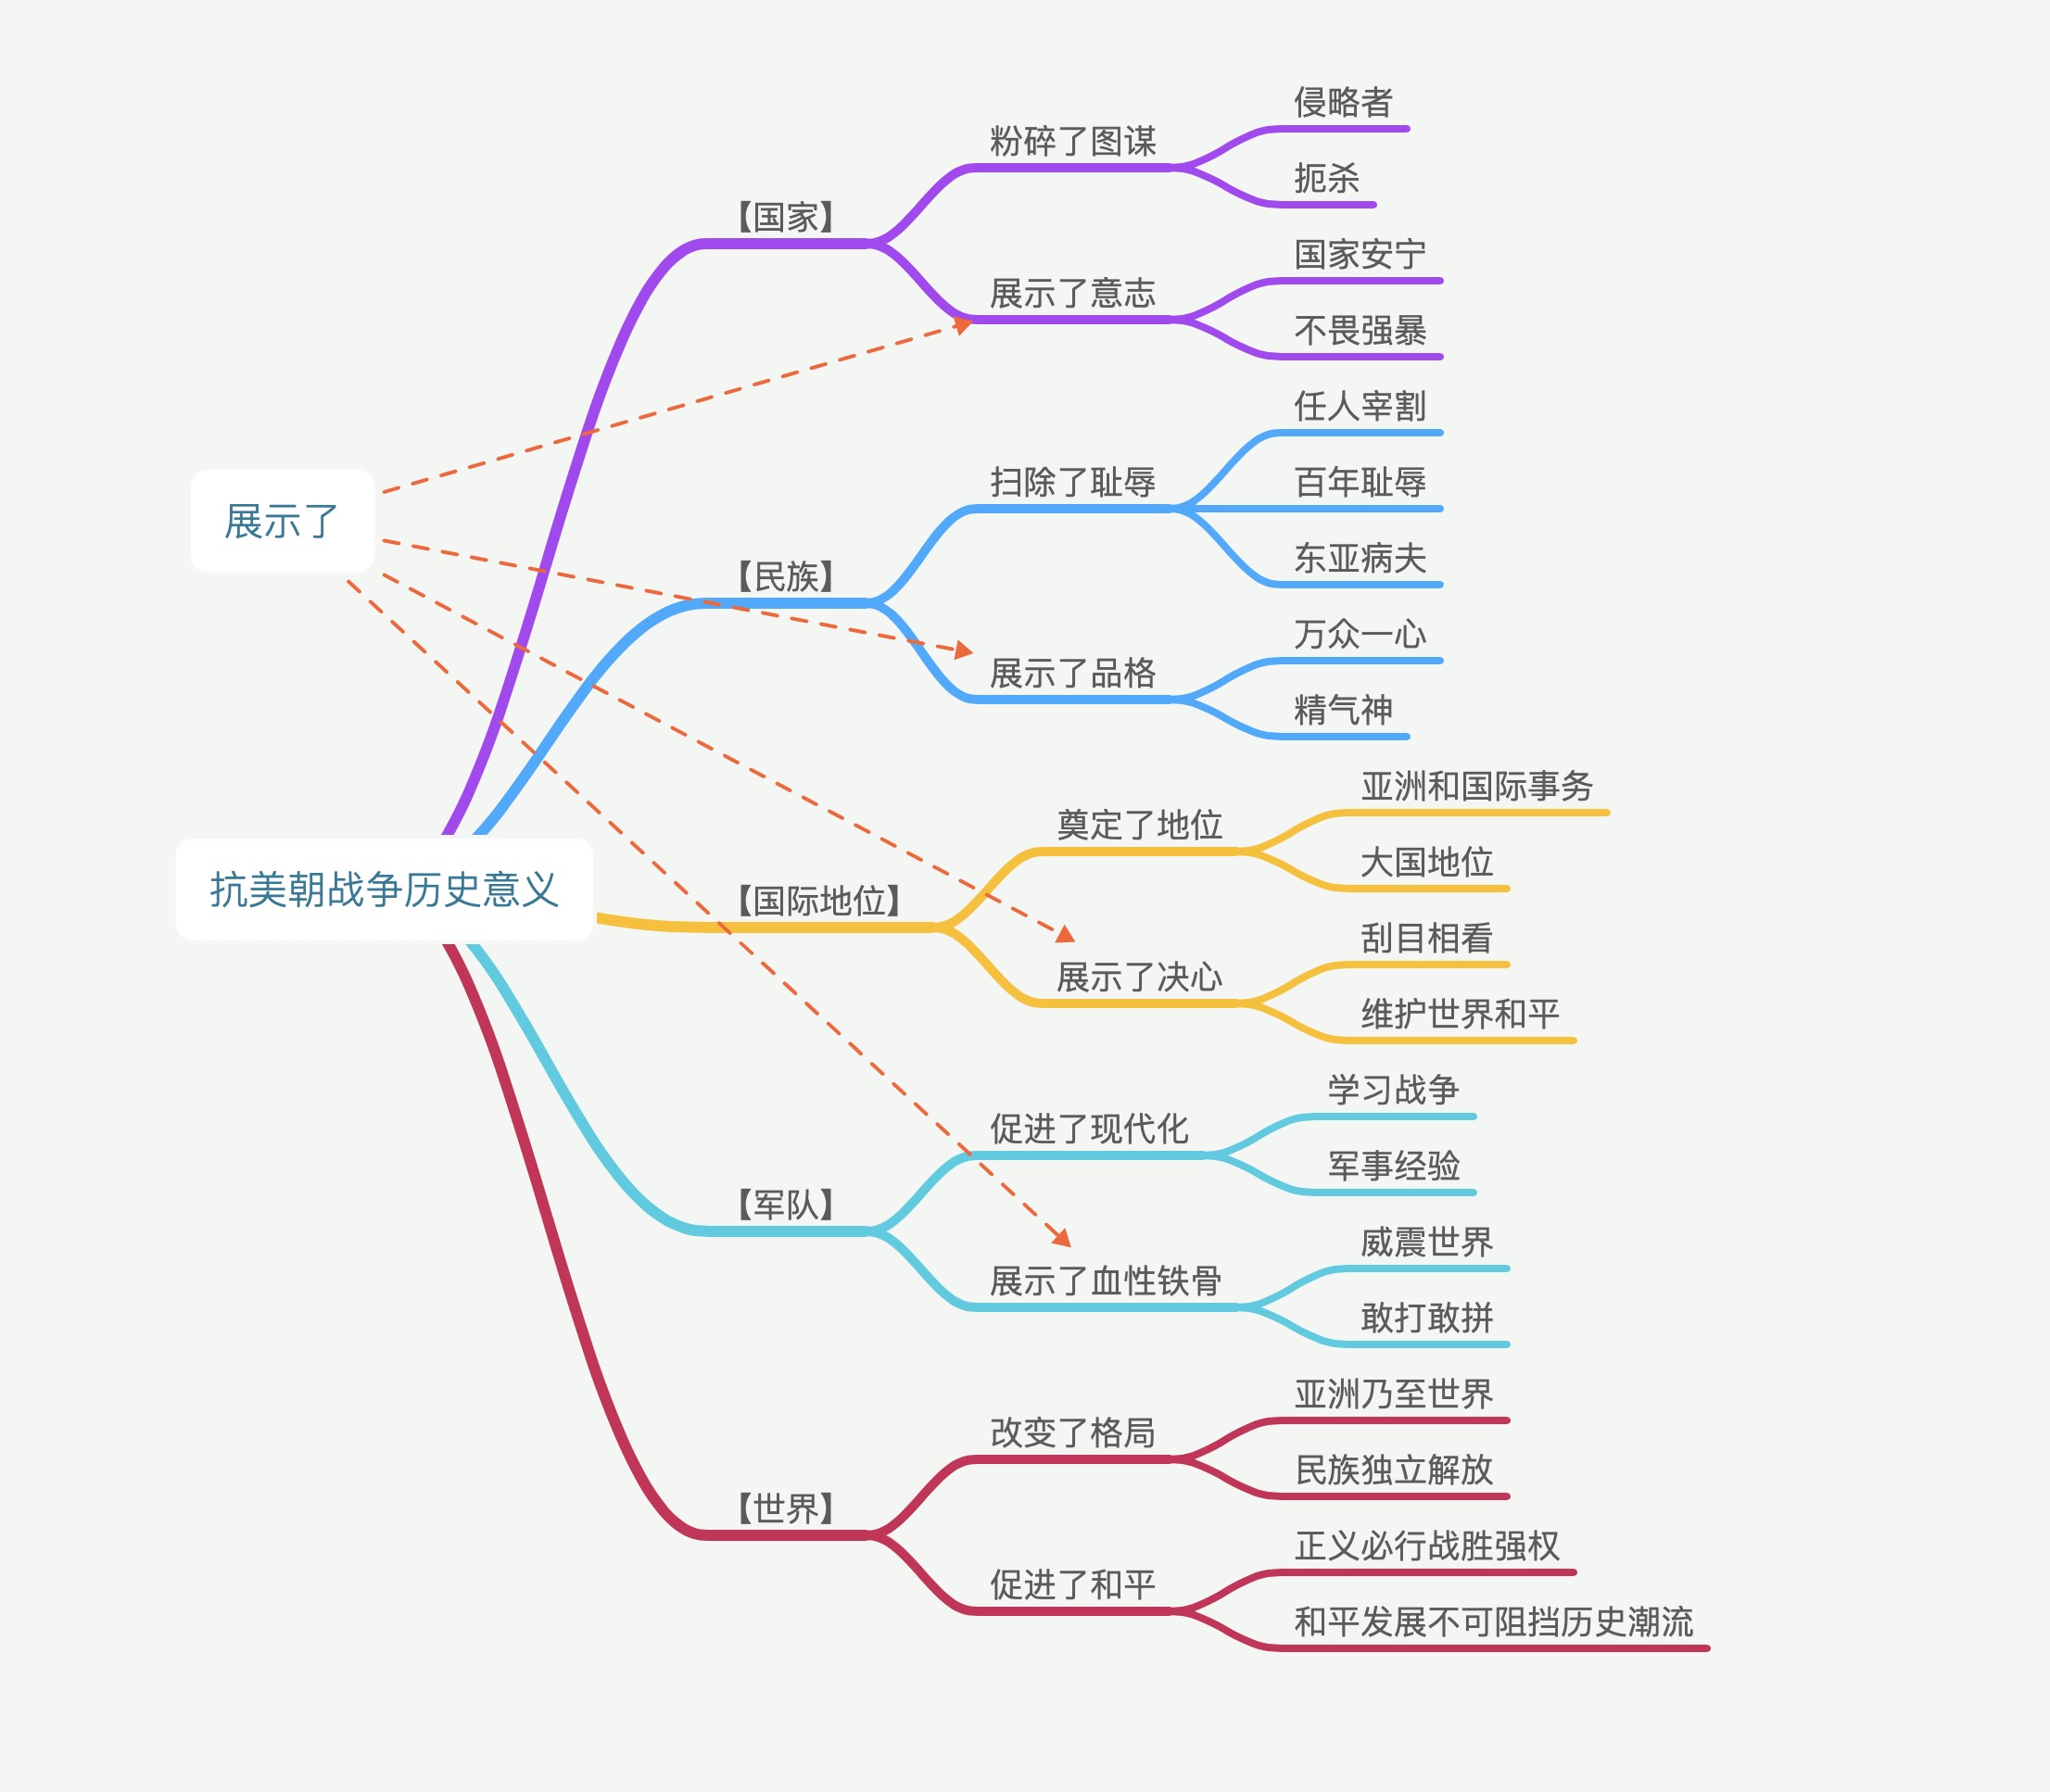 展示了
抗美朝战争历史意义
【国家】
粉碎了图谋
侵略者
扼杀
展示了意志
国家安宁
不畏强暴
【民族】
扫除了耻辱
任人宰割
百年耻辱
东亚病夫
展示了品格
万众一心
精气神
【国际地位】
奠定了地位
亚洲和国际事务
大国地位
展示了决心
刮目相看
维护世界和平
【军队】
促进了现代化
学习战争
军事经验
展示了血性铁骨
威震世界
敢打敢拼
【世界】
改变了格局
亚洲乃至世界
民族独立解放
促进了和平
正义必行战胜强权
和平发展不可阻挡历史潮流